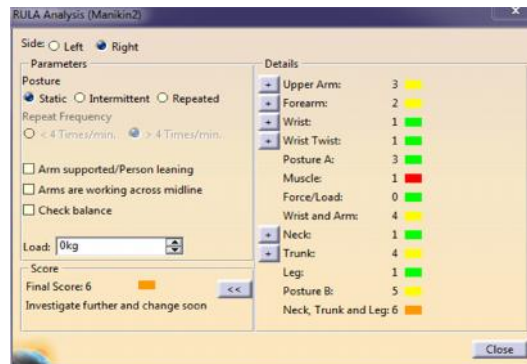 RULA Analysis (Manikin2)
x
Side: Left Right
Parameters
Posture
Static Intermittent Repeated
Repeat Frequency
< 4 Times/min. > 4 Times/min.
Arm supported/Person leaning
Arms are working across midline
Check balance
Load: 0kg
Score
Final Score: 6
<<
Investigate further and change soon
Details
+ Upper Arm: 3
+ Forearm: 2
+ Wrist: 1
+ Wrist Twist: 1
Posture A: 3
Muscle: 1
Force/Load: 0
Wrist and Arm: 4
+ Neck: 1
+ Trunk: 4
Leg: 1
Posture B: 5
Neck, Trunk and Leg: 6
Close